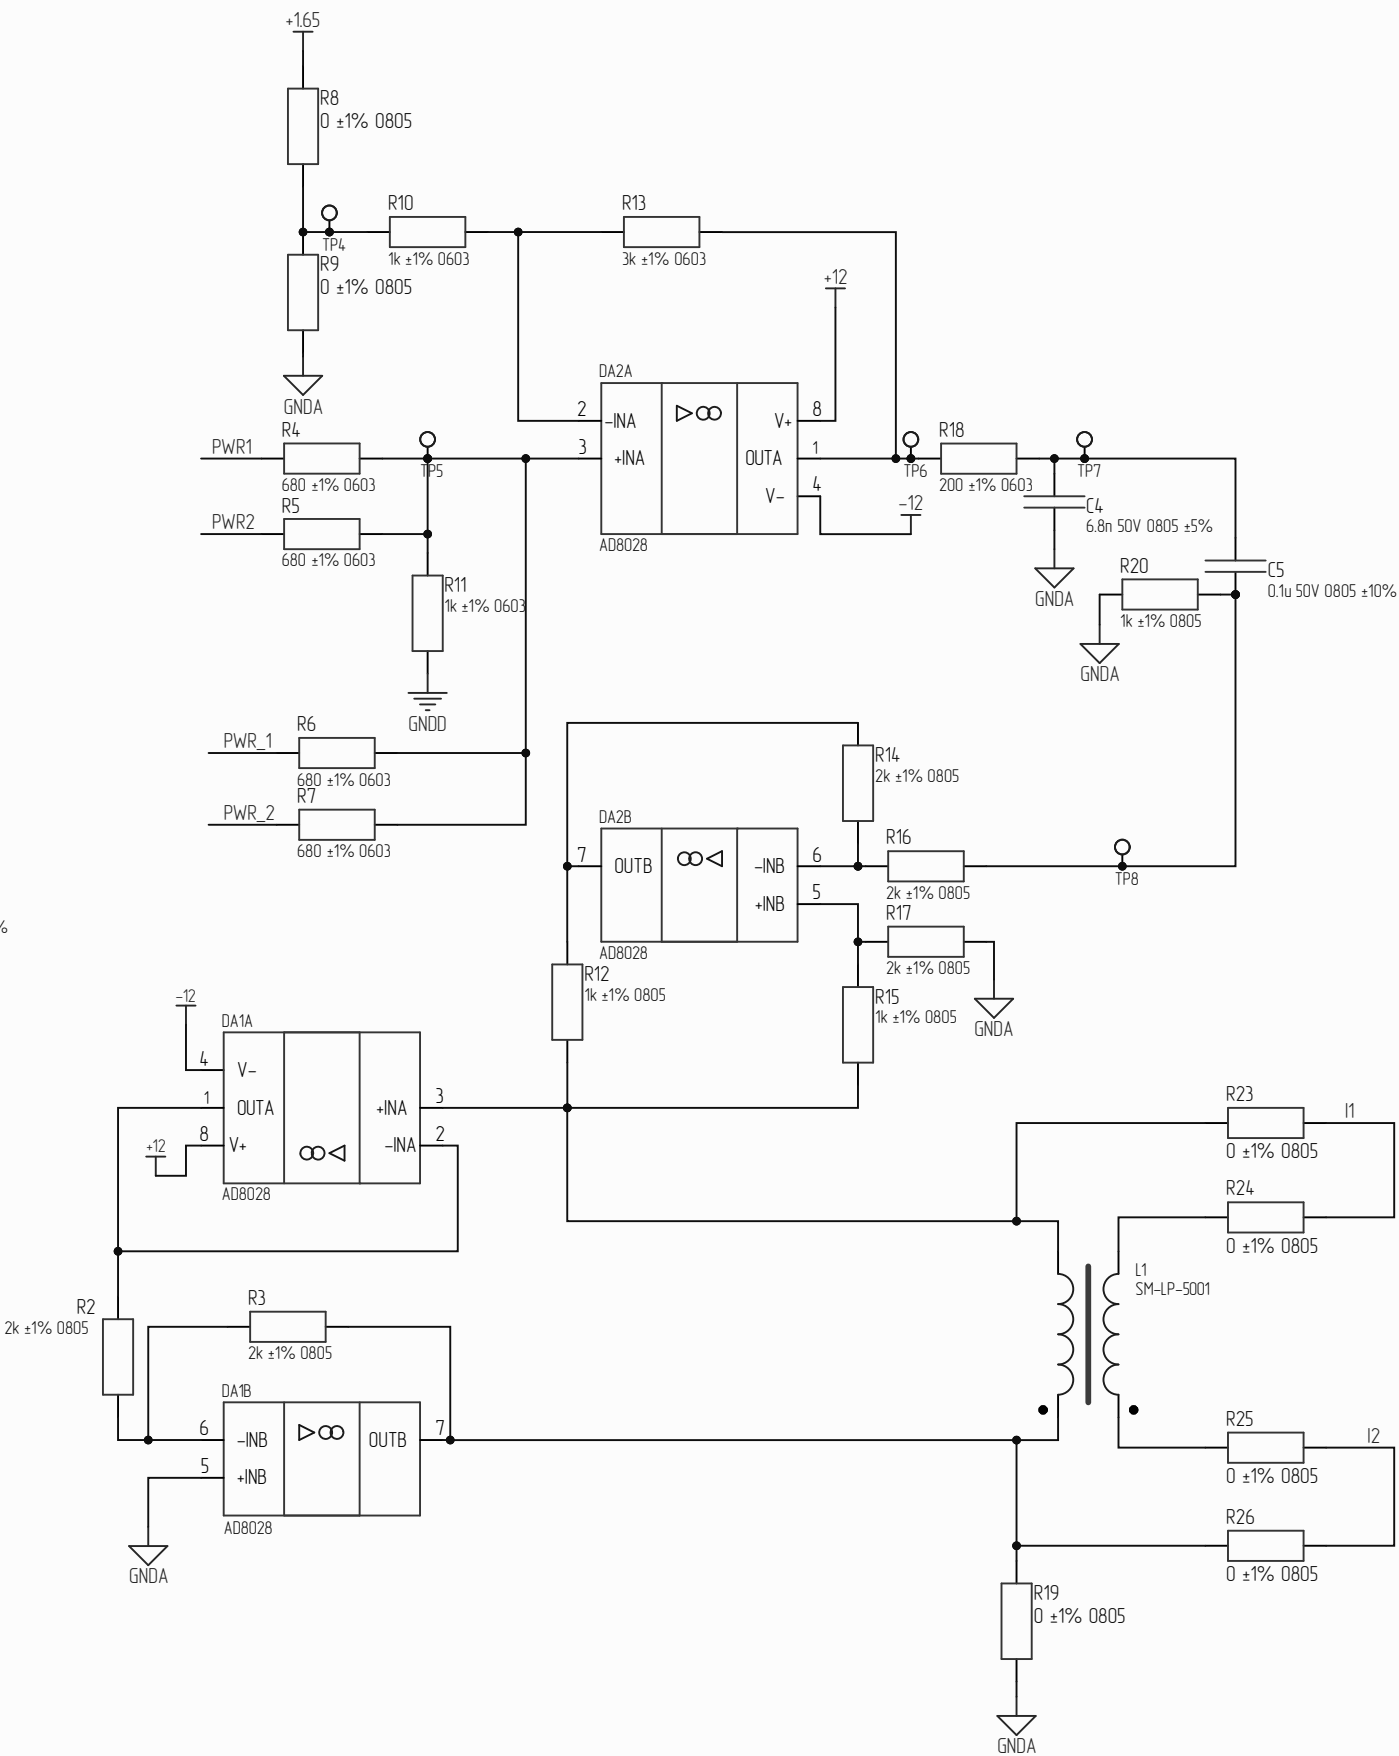 +1.65
R8
0 ±1% 0805
R10
R13
TP4
1k ±1% 0603
3k ±1% 0603
R9
0 ±1% 0805
+12
GNDA
DA2A
2
-INA
V+
8
PWR1
R4
TP5
3
+INA
OUTA
1
TP6
R18
TP7
680 ±1% 0603
200 ±1% 0603
V-
4
-12
C4
6.8n 50V 0805 ±5%
PWR2
R5
680 ±1% 0603
AD8028
R11
1k ±1% 0603
GNDA
R20
C5
0.1u 50V 0805 ±10%
1k ±1% 0805
GNDA
GNDD
PWR_1
R6
680 ±1% 0603
PWR_2
R7
680 ±1% 0603
R14
2k ±1% 0805
DA2B
7
OUTB
-INB
6
R16
2k ±1% 0805
TP8
+INB
5
R17
2k ±1% 0805
%
AD8028
R12
1k ±1% 0805
R15
1k ±1% 0805
GNDA
-12
DA1A
4
V-
1
OUTA
+INA
3
8
V+
-INA
2
+12
AD8028
R23
I1
0 ±1% 0805
R24
0 ±1% 0805
L1
SM-LP-5001
R2
2k ±1% 0805
R3
2k ±1% 0805
DA1B
6
-INB
OUTB
7
5
+INB
AD8028
GNDA
R25
I2
0 ±1% 0805
R26
0 ±1% 0805
R19
0 ±1% 0805
GNDA